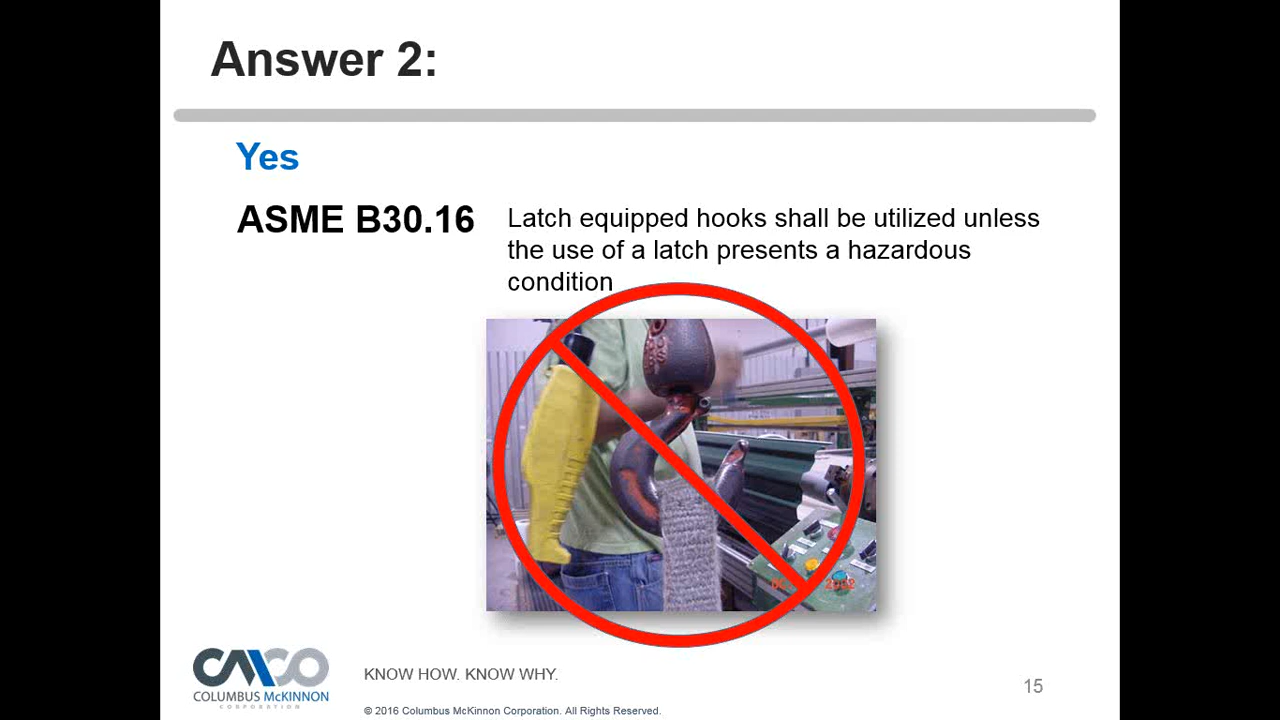 Answer 2:
Yes
ASME B30.16
Latch equipped hooks shall be utilized unless
the use of a latch presents a hazardous
condition
CMCO
COLUMBUS McKINNON
CORPORATION
KNOW HOW. KNOW WHY.
© 2016 Columbus McKinnon Corporation. All Rights Reserved.
15